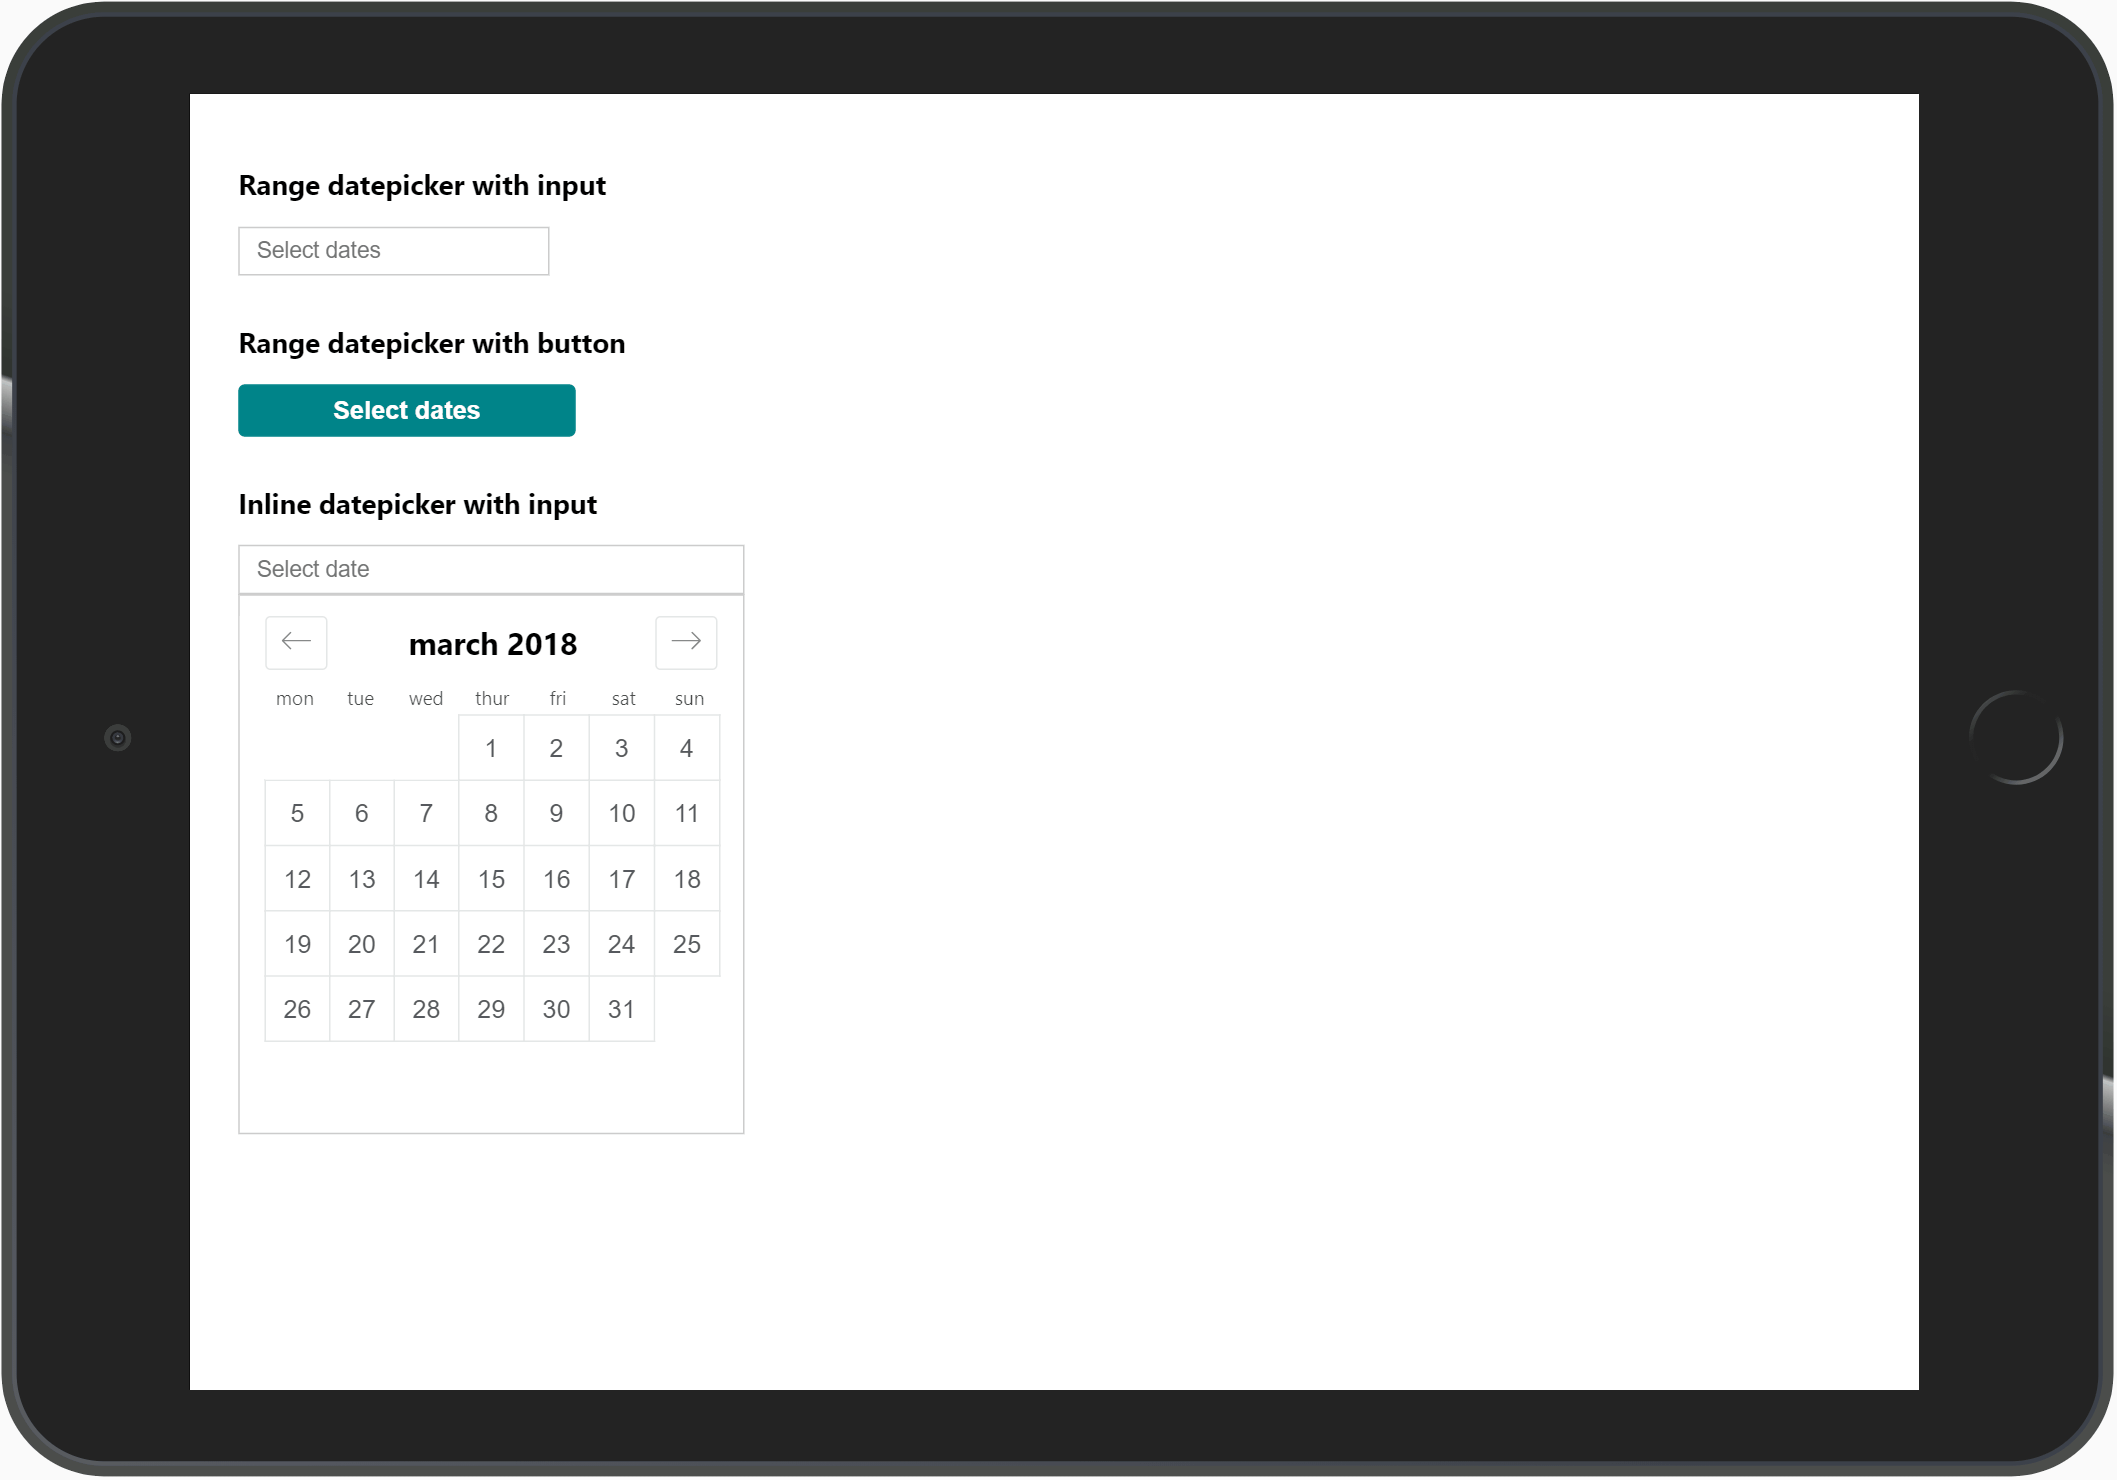 Range datepicker with input
Select dates
Range datepicker with button
Select dates
Inline datepicker with input
Select date
march 2018
mon tue wed thur fri sat sun
1 2 3 4
5 6 7 8 9 10 11
12 13 14 15 16 17 18
19 20 21 22 23 24 25
26 27 28 29 30 31